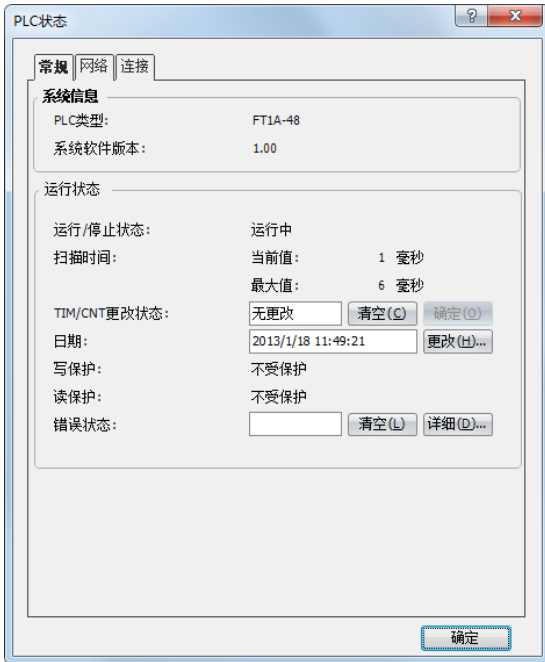 PLC状态
?
常规 网络 连接
系统信息
PLC类型: FT1A-48
系统软件版本: 1.00
运行状态
运行/停止状态: 运行中
扫描时间: 当前值: 1 毫秒
最大值: 6 毫秒
TIM/CNT更改状态: 无更改 清空(C) 确定(O)
日期: 2013/1/18 11:49:21 更改(H)...
写保护: 不受保护
读保护: 不受保护
错误状态: 清空(L) 详细(D)...
确定